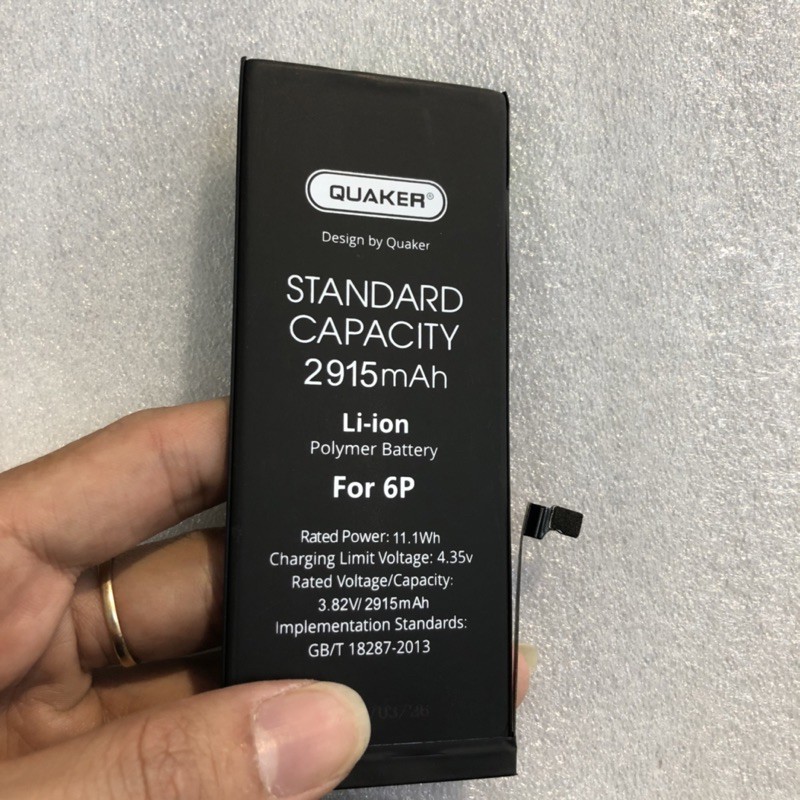 QUAKER®
Design by Quaker
STANDARD
CAPACITY
2915mAh
Li-ion
Polymer Battery
For 6P
Rated Power: 11.1Wh
Charging Limit Voltage: 4.35v
Rated Voltage/Capacity:
3.82V/ 2915mAh
Implementation Standards:
GB/T 18287-2013